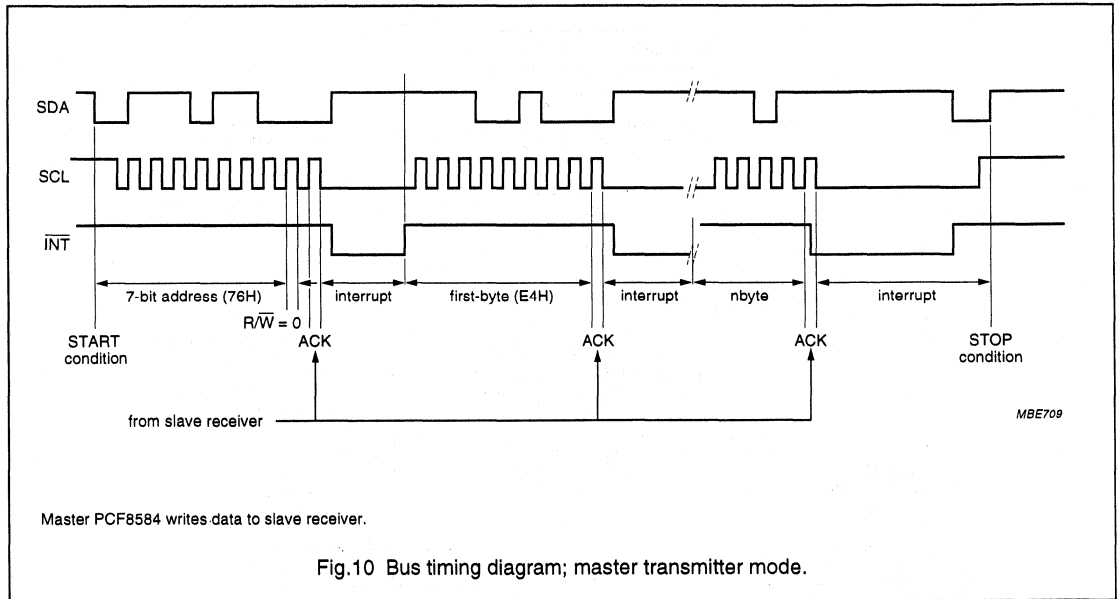 SDA
SCL
INT
7-bit address (76H)
interrupt
first-byte (E4H)
interrupt
nbyte
interrupt
R/W = 0
START
condition
ACK
ACK
ACK
STOP
condition
from slave receiver
MBE709
Master PCF8584 writes data to slave receiver.
Fig.10 Bus timing diagram; master transmitter mode.